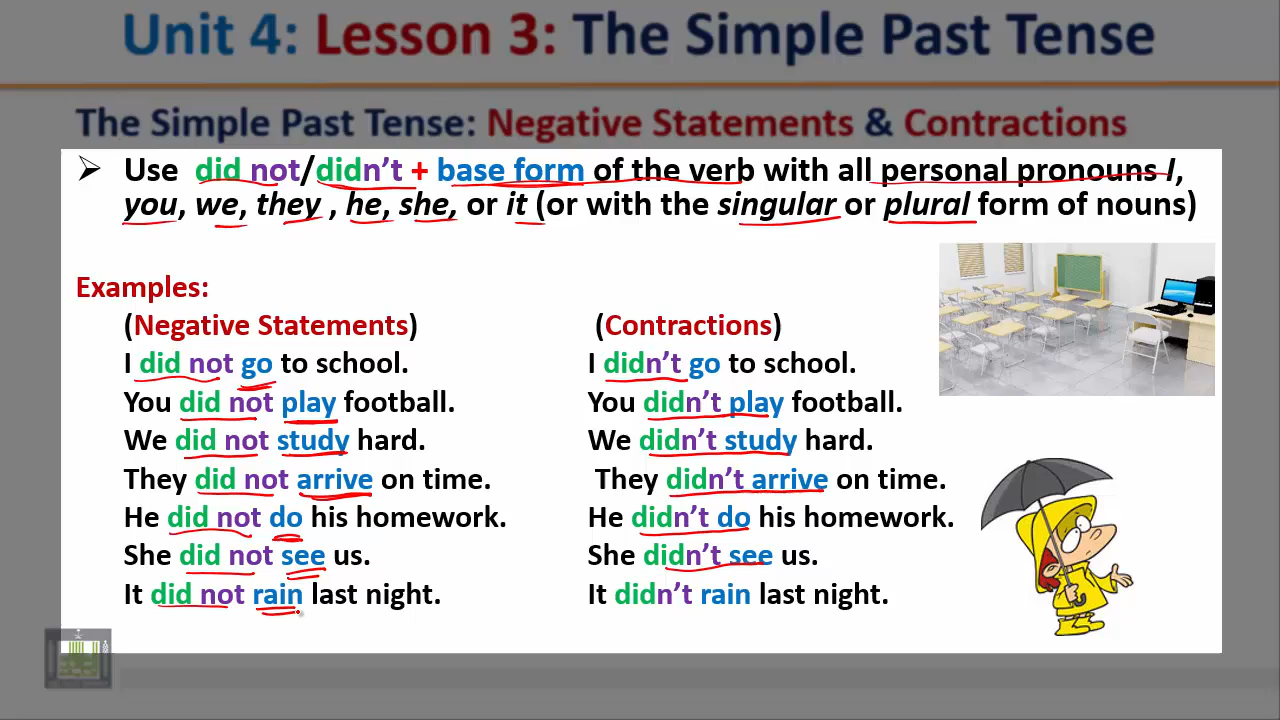 Unit 4: Lesson 3: The Simple Past Tense
The Simple Past Tense: Negative Statements & Contractions
➢ Use did not/didn’t + base form of the verb with all personal pronouns I,
you, we, they , he, she, or it (or with the singular or plural form of nouns)
Examples:
(Negative Statements)
I did not go to school.
You did not play football.
We did not study hard.
They did not arrive on time.
He did not do his homework.
She did not see us.
It did not rain last night.
(Contractions)
I didn’t go to school.
You didn’t play football.
We didn’t study hard.
They didn’t arrive on time.
He didn’t do his homework.
She didn’t see us.
It didn’t rain last night.